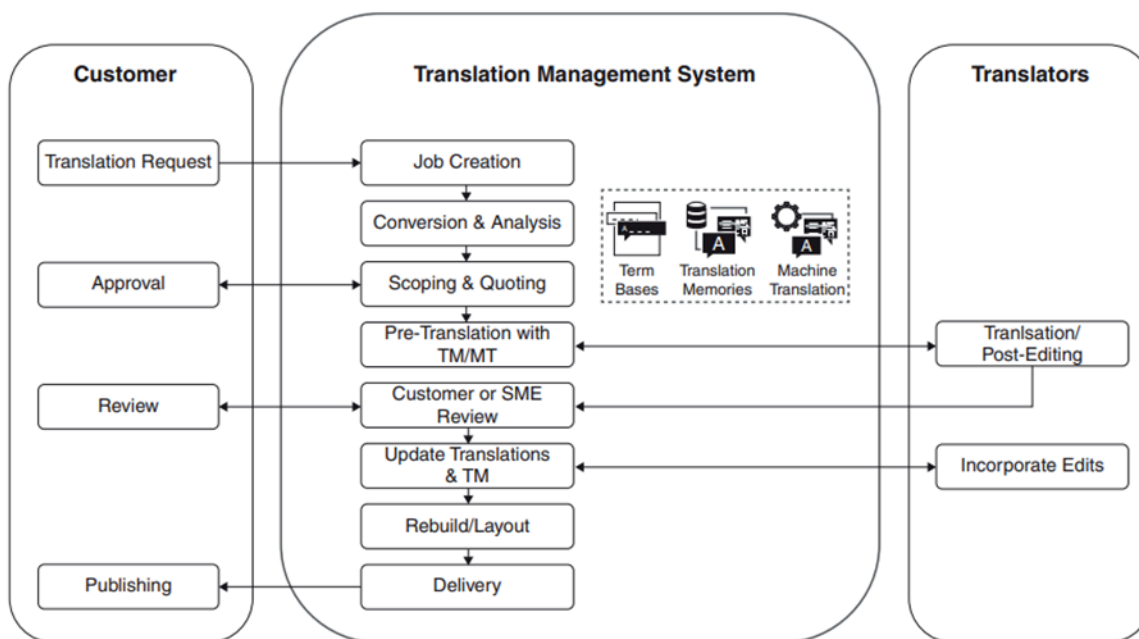 Customer
Translation Management System
Translators
Translation Request
Job Creation
Conversion & Analysis
Term
Bases
Translation
Memories
Machine
Translation
Approval
Scoping & Quoting
Pre-Translation with
TM/MT
Tranlsation/
Post-Editing
Review
Customer or SME
Review
Update Translations
& TM
Incorporate Edits
Rebuild/Layout
Publishing
Delivery